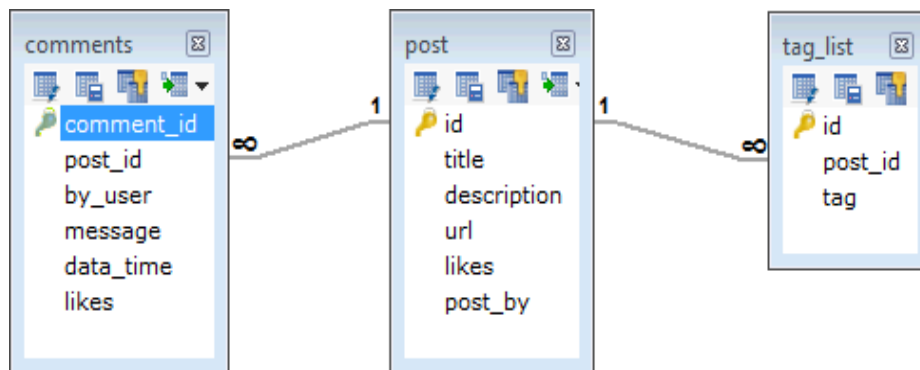 comments
comment_id
post_id
by_user
message
data_time
likes
∞
1
post
id
title
description
url
likes
post_by
1
∞
tag_list
id
post_id
tag